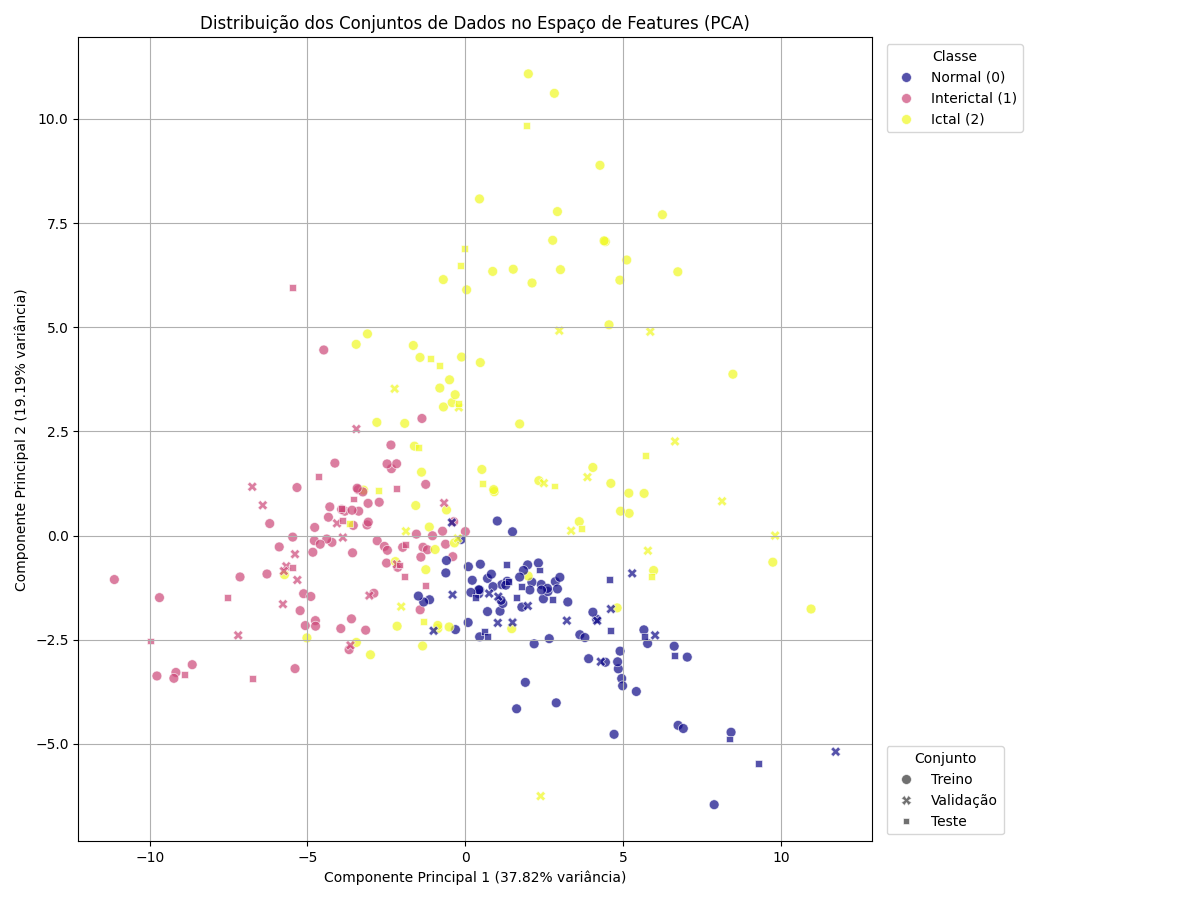 Distribuição dos Conjuntos de Dados no Espaço de Features (PCA)
Classe
Normal (0)
Interictal (1)
Ictal (2)
10.0
7.5
5.0
2.5
0.0
−2.5
−5.0
Componente Principal 2 (19.19% variância)
−10
−5
0
5
10
Componente Principal 1 (37.82% variância)
Conjunto
Treino
Validação
Teste